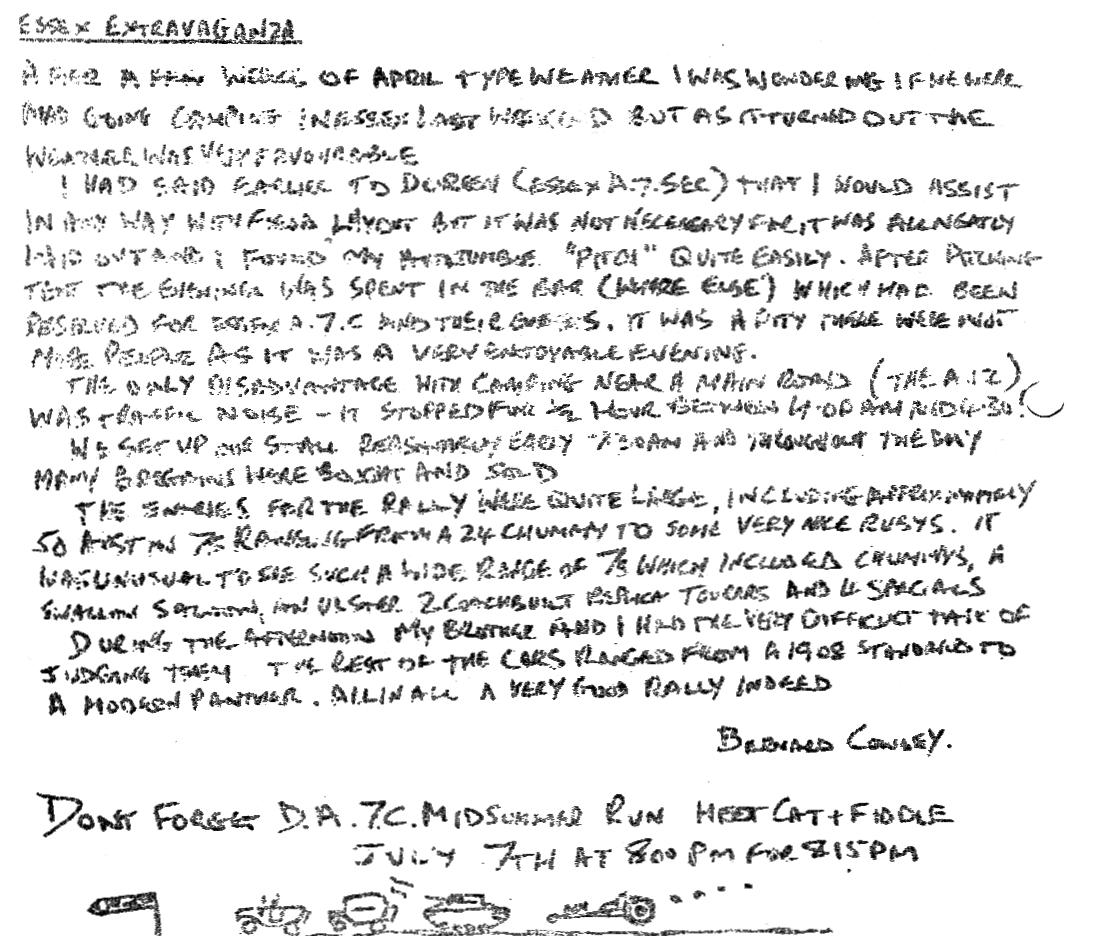 ESSEX EXTRAVAGANZA
AFTER A FEW WEEKS OF APRIL TYPE WEATHER I WAS WONDERING IF WE WERE
MAD GOING CAMPING IN ESSEX LAST WEEKEND BUT AS IT TURNED OUT THE
WEATHER WAS VERY FAVOURABLE
I HAD SAID EARLIER TO DOREEN (ESSEX A.7. SEC) THAT I WOULD ASSIST
IN ANY WAY WITH FIELD LAYOUT BUT IT WAS NOT NECESSARY FOR, IT WAS ALL NEATLY
LAID OUT AND I FOUND MY AUTOJUMBLE "PITCH" QUITE EASILY. AFTER PITCHING
TENT THE EVENING WAS SPENT IN THE BAR (WHERE ELSE) WHICH HAD BEEN
RESERVED FOR ESSEX A.7.C AND THEIR GUESTS. IT WAS A PITY THERE WERE NOT
MORE PEOPLE AS IT WAS A VERY ENJOYABLE EVENING.
THE ONLY DISADVANTAGE WITH CAMPING NEAR A MAIN ROAD (THE A.12)
WAS TRAFFIC NOISE - IT STOPPED FOR ½ HOUR BETWEEN 4.00 AM AND 4.30!
WE SET UP OUR STALL REASONABLY EARLY 7.30 AM AND THROUGHOUT THE DAY
MANY BARGAINS WERE BOUGHT AND SOLD
THE ENTRIES FOR THE RALLY WERE QUITE LARGE, INCLUDING APPROXIMATELY
50 AUSTIN 7s RANGING FROM A 24 CHUMMY TO SOME VERY NICE RUBYS. IT
WAS UNUSUAL TO SEE SUCH A WIDE RANGE OF 7s WHICH INCLUDED CHUMMYS, A
SWALLOW SALOON, AN ULSTER 2 COACHBUILT REPLICA TOURERS AND 4 SPECIALS
DURING THE AFTERNOON MY BROTHER AND I HAD THE VERY DIFFICULT TASK OF
JUDGING THEM THE REST OF THE CARS RANGED FROM A 1908 STANDARD TO
A MODERN PANTHER. ALL IN ALL A VERY GOOD RALLY INDEED
BERNARD COWLEY.
DONT FORGET D.A.7.C. MIDSUMMER RUN MEET CAT + FIDDLE
JULY 7TH AT 800 PM FOR 815 PM